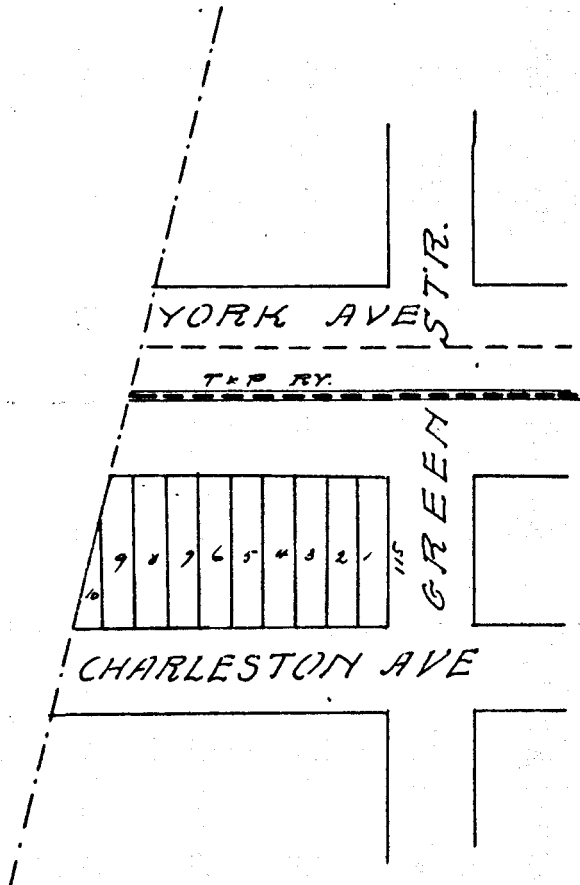 YORK AVE
T & P RY.
GREEN STR.
10 9 8 7 6 5 4 3 2 1
115
CHARLESTON AVE